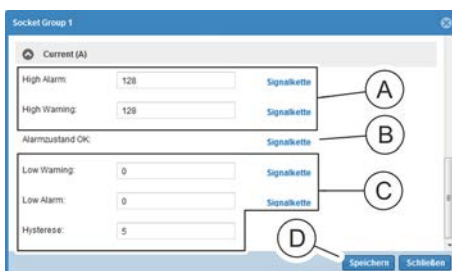 Socket Group 1
Current (A)
High Alarm: 128 Signalkette
A
High Warning: 128 Signalkette
Alarmzustand OK: Signalkette B
Low Warning: 0 Signalkette
C
Low Alarm: 0 Signalkette
Hysterese: 5
D
Speichern Schließen